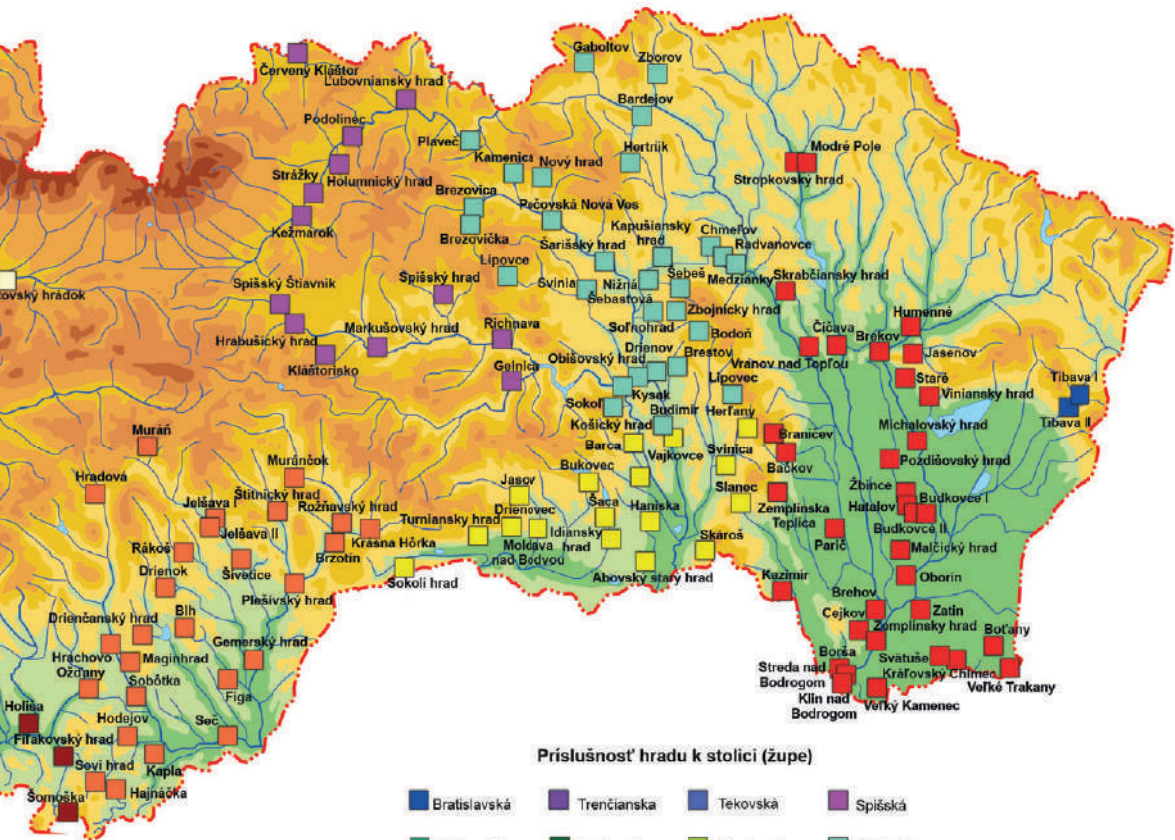 Gaboltov
Zborov
Červený Kláštor
Ľubovniansky hrad
Bardejov
Podolínec
Plaveč
Hertník
Modré Pole
Kamenica
Nový hrad
Stropkovský hrad
Strážky
Holumnický hrad
Brezovica
Pečovská Nová Ves
Kežmarok
Brezovička
Kapušiansky
hrad
Chmeľov
Radvanovce
Šarišský hrad
Lipovce
Šebeš
Medzianky
Skrabčiansky hrad
Spišský Štiavnik
Spišský hrad
Svinia
Nižná
Šebastová
tovský hrádok
Zbojnícky hrad
Humenné
Markušovský hrad
Richnava
Soľnohrad
Bodoň
Čičava
Brekov
Hrabušický hrad
Drienov
Jasenov
Kláštorisko
Obišovský hrad
Brestov
Vranov nad Topľou
Gelnica
Lipovec
Staré
Tibava I
Kysak
Viniansky hrad
Sokoľ
Budimír
Herľany
Tibava II
Košický hrad
Michalovský hrad
Muráň
Barca
Branicev
Vajkovce
Svinica
Pozdišovský hrad
Bukovec
Bačkov
Hradová
Muránčok
Jasov
Slanec
Žbince
Štítnický hrad
Jelšava I
Rožňavský hrad
Drienovec
Šaca
Haniska
Budkovce I
Turniansky hrad
Zemplínska
Teplica
Hatalov
Jelšava II
Krásna Hôrka
Idiansky
hrad
Budkovce II
Rákoš
Brzotín
Moldava
nad Bodvou
Skároš
Parič
Malčický hrad
Drienok
Šivetice
Sokolí hrad
Abovský starý hrad
Kazimír
Oborín
Plešivský hrad
Brehov
Blh
Cejkov
Zatín
Drienčanský hrad
Zemplínsky hrad
Gemerský hrad
Boťany
Hrachovo
Maginhrad
Borša
Svätuše
Ožďany
Sobôtka
Streda nad
Bodrogom
Kráľovský Chlmec
Figa
Veľké Trakany
Holiša
Klin nad
Bodrogom
Veľký Kamenec
Hodejov
Seč
Fiľakovský hrad
Soví hrad
Kapla
Šomoška
Hajnáčka
Príslušnosť hradu k stolici (župe)
Bratislavská
Trenčianska
Tekovská
Spišská